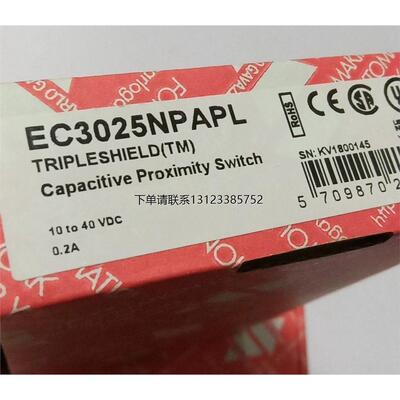 EC3025NPAPL
TRIPLESHIELD(TM)
Capacitive Proximity Switch
10 to 40 VDC
0.2A
RoHS
SN: KV1800145
5 709870 2
下单请联系13123385752